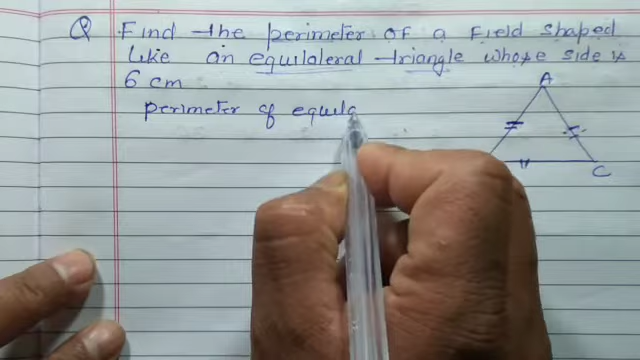 Q Find the perimeter of a field shaped
like an equilateral triangle whose side is
6 cm
A
perimeter of equila
C